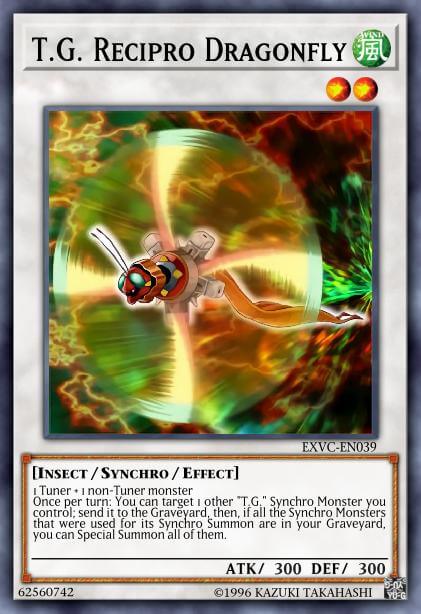 T.G. Recipro Dragonfly
WIND
風
EXVC-EN039
[Insect / Synchro / Effect]
1 Tuner + 1 non-Tuner monster
Once per turn: You can target 1 other "T.G." Synchro Monster you
control; send it to the Graveyard, then, if all the Synchro Monsters
that were used for its Synchro Summon are in your Graveyard,
you can Special Summon all of them.
ATK/ 300 DEF/ 300
62560742
©1996 KAZUKI TAKAHASHI